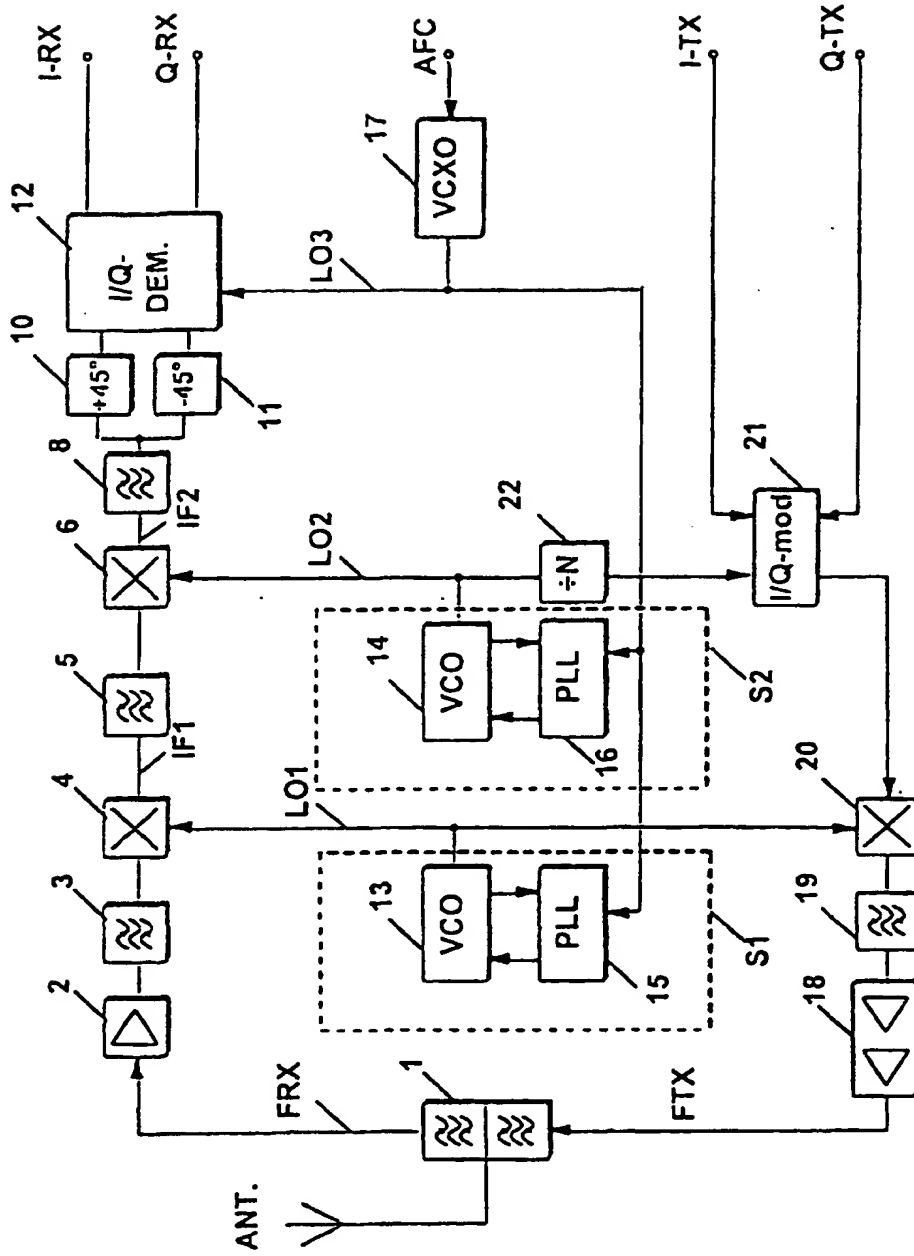 ANT.
FRX
FTX
1
2
3
4
IF1
5
6
IF2
8
10
+45°
-45°
11
12
I/Q-
DEM.
I-RX
Q-RX
LO1
LO2
LO3
13
VCO
PLL
15
S1
14
VCO
PLL
16
S2
17
VCXO
AFC
22
÷N
21
I/Q-mod
I-TX
Q-TX
18
19
20